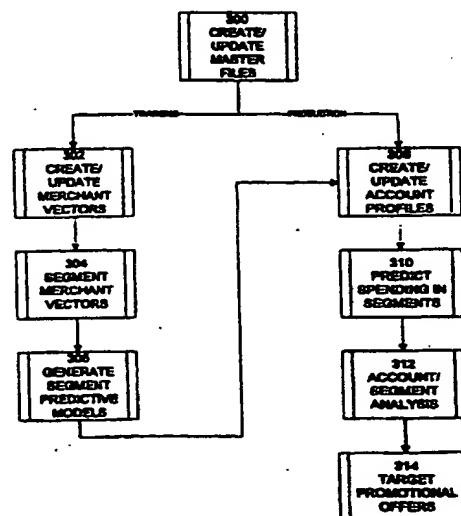 300
CREATE/
UPDATE
MASTER
FILES
TRAINING
PRODUCTION
302
CREATE/
UPDATE
MERCHANT
VECTORS
304
SEGMENT
MERCHANT
VECTORS
306
GENERATE
SEGMENT
PREDICTIVE
MODELS
308
CREATE/
UPDATE
ACCOUNT
PROFILES
310
PREDICT
SPENDING IN
SEGMENTS
312
ACCOUNT/
SEGMENT
ANALYSIS
314
TARGET
PROMOTIONAL
OFFERS